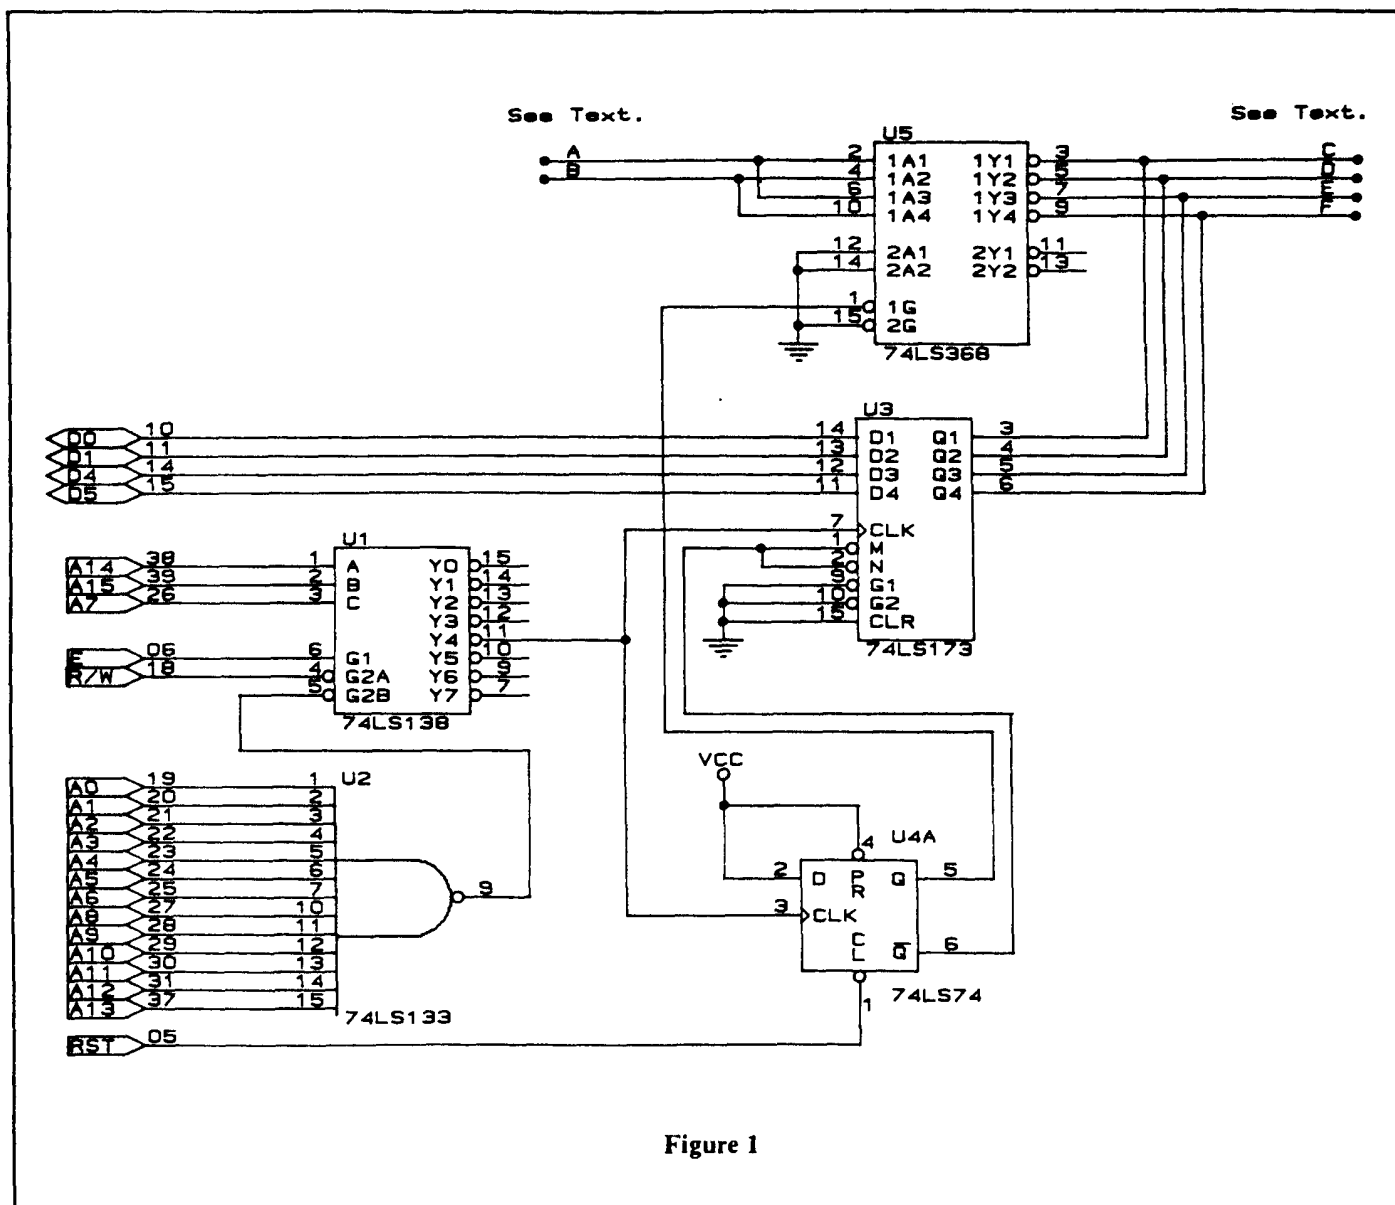 See Text.
See Text.
U5
A 2 1A1 1Y1 3 C
B 4 1A2 1Y2 5 D
6 1A3 1Y3 7 E
10 1A4 1Y4 9 F
12 2A1 2Y1 11
14 2A2 2Y2 13
1 1G
15 2G
74LS368
U3
D0 10 14 D1 Q1 3
D1 11 13 D2 Q2 4
D4 14 12 D3 Q3 5
D5 15 11 D4 Q4 6
7 CLK
1 M
2 N
9 G1
10 G2
15 CLR
74LS173
U1
A14 38 1 A Y0 15
A15 39 2 B Y1 14
A7 26 3 C Y2 13
Y3 12
Y4 11
E 06 6 G1 Y5 10
R/W 18 4 G2A Y6 9
5 G2B Y7 7
74LS138
VCC
U2
A0 19 1
A1 20 2
A2 21 3
A3 22 4
A4 23 5
A5 24 6
A6 25 7
A8 27 10
A9 28 11
A10 29 12
A11 30 13
A12 31 14
A13 37 15
9
74LS133
RST 05
4 U4A
2 D PR Q 5
3 CLK
CL Q̅ 6
1 74LS74
Figure 1